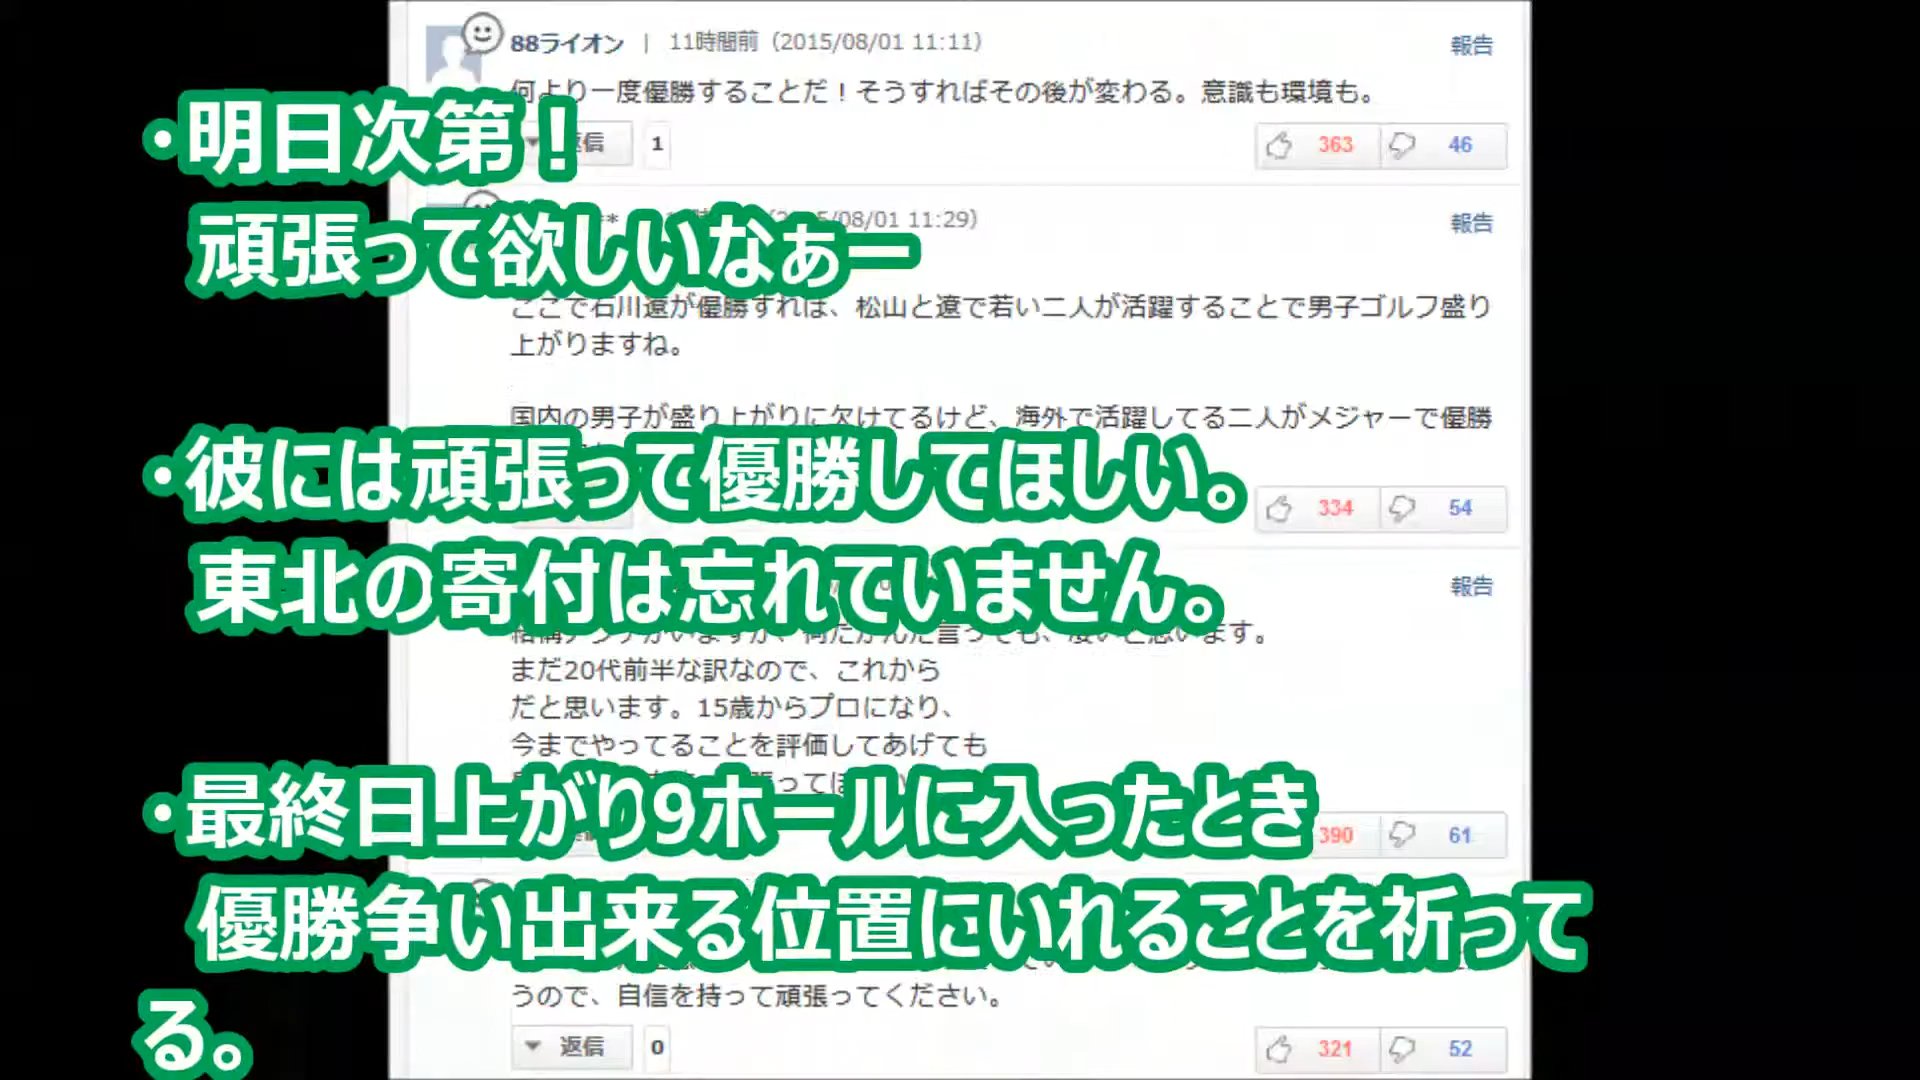 88ライオン | 11時間前（2015/08/01 11:11）
報告
何より一度優勝することだ！そうすればその後が変わる。意識も環境も。
・明日次第！
返信 1
363 46
/08/01 11:29）
報告
頑張って欲しいなぁー
ここで石川遼が優勝すれば、松山と遼で若い二人が活躍することで男子ゴルフ盛り
上がりますね。
国内の男子が盛り上がりに欠けてるけど、海外で活躍してる二人がメジャーで優勝
・彼には頑張って優勝してほしい。
334 54
東北の寄付は忘れていません。
報告
まだ20代前半な訳なので、これから
だと思います。15歳からプロになり、
今までやってることを評価してあげても
・最終日上がり9ホールに入ったとき
390 61
優勝争い出来る位置にいれることを祈って
うので、自信を持って頑張ってください。
る。
返信 0
321 52